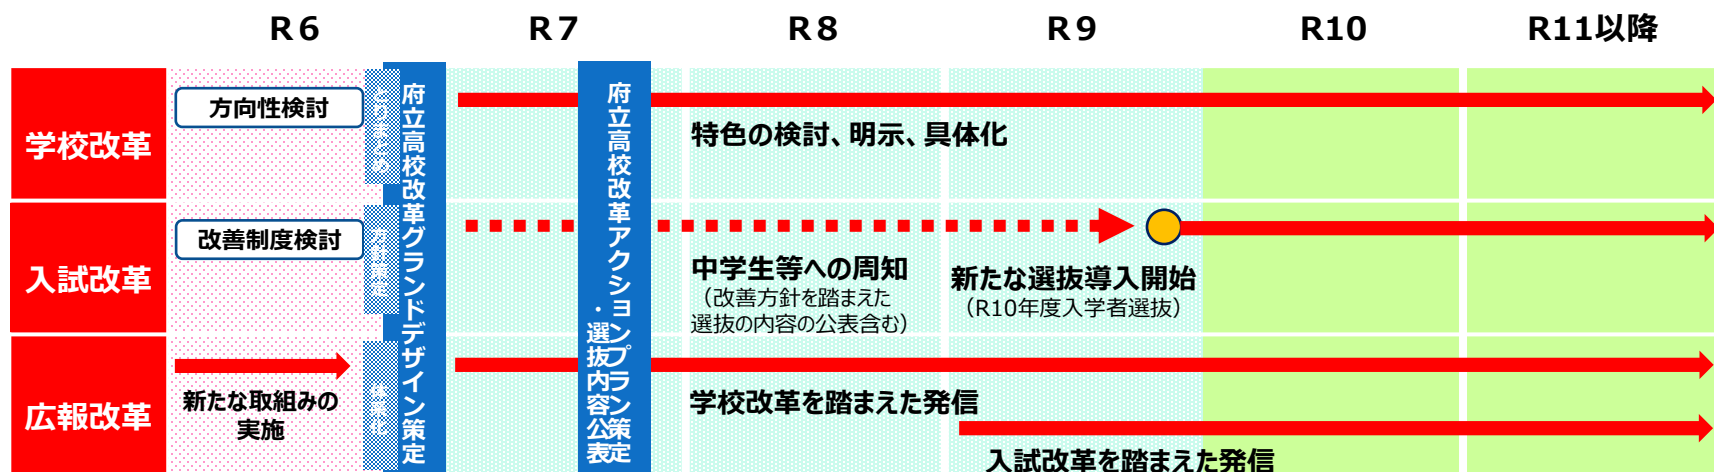 R6
R7
R8
R9
R10
R11以降
学校改革
方向性検討
とりまとめ
府立高校改革グランドデザイン策定
府立高校改革アクションプラン策定
・選抜内容公表
特色の検討、明示、具体化
入試改革
改善制度検討
方針策定
中学生等への周知
（改善方針を踏まえた
選抜の内容の公表含む）
新たな選抜導入開始
（R10年度入学者選抜）
広報改革
新たな取組みの
実施
体系化
学校改革を踏まえた発信
入試改革を踏まえた発信